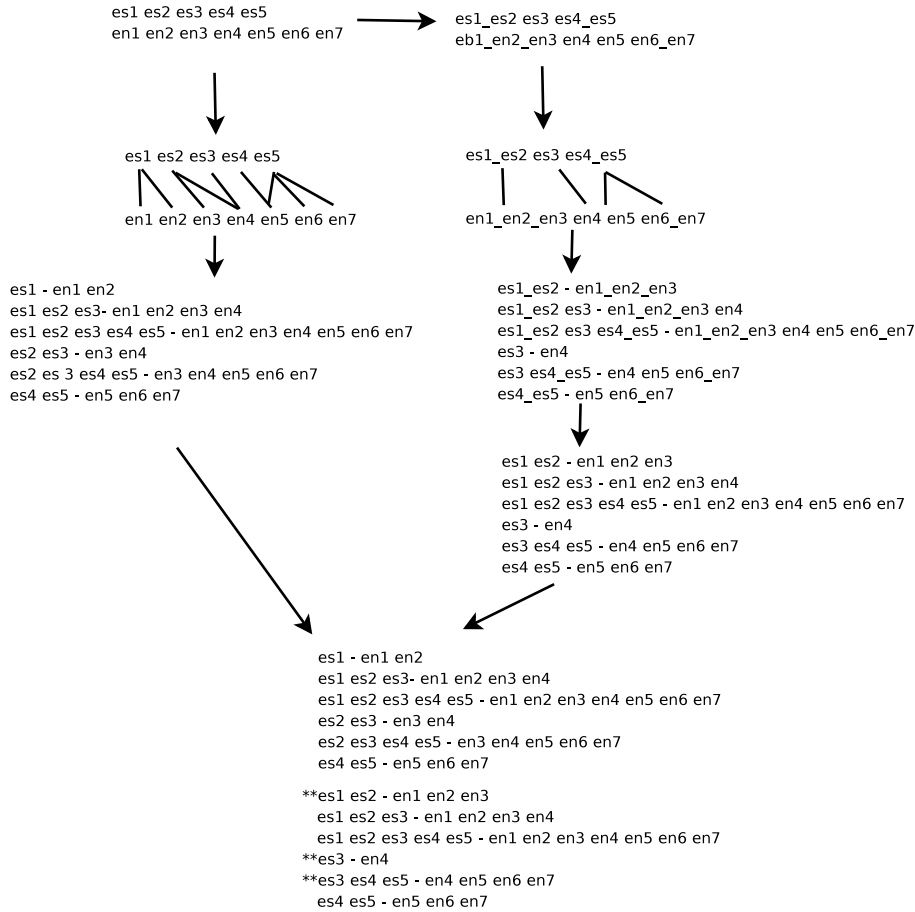 es1 es2 es3 es4 es5
en1 en2 en3 en4 en5 en6 en7
es1_es2 es3 es4_es5
eb1_en2_en3 en4 en5 en6_en7
es1 es2 es3 es4 es5
en1 en2 en3 en4 en5 en6 en7
es1_es2 es3 es4_es5
en1_en2_en3 en4 en5 en6_en7
es1 - en1 en2
es1 es2 es3- en1 en2 en3 en4
es1 es2 es3 es4 es5 - en1 en2 en3 en4 en5 en6 en7
es2 es3 - en3 en4
es2 es 3 es4 es5 - en3 en4 en5 en6 en7
es4 es5 - en5 en6 en7
es1_es2 - en1_en2_en3
es1_es2 es3 - en1_en2_en3 en4
es1_es2 es3 es4_es5 - en1_en2_en3 en4 en5 en6_en7
es3 - en4
es3 es4_es5 - en4 en5 en6_en7
es4_es5 - en5 en6_en7
es1 es2 - en1 en2 en3
es1 es2 es3 - en1 en2 en3 en4
es1 es2 es3 es4 es5 - en1 en2 en3 en4 en5 en6 en7
es3 - en4
es3 es4 es5 - en4 en5 en6 en7
es4 es5 - en5 en6 en7
es1 - en1 en2
es1 es2 es3- en1 en2 en3 en4
es1 es2 es3 es4 es5 - en1 en2 en3 en4 en5 en6 en7
es2 es3 - en3 en4
es2 es3 es4 es5 - en3 en4 en5 en6 en7
es4 es5 - en5 en6 en7
**es1 es2 - en1 en2 en3
es1 es2 es3 - en1 en2 en3 en4
es1 es2 es3 es4 es5 - en1 en2 en3 en4 en5 en6 en7
**es3 - en4
**es3 es4 es5 - en4 en5 en6 en7
es4 es5 - en5 en6 en7